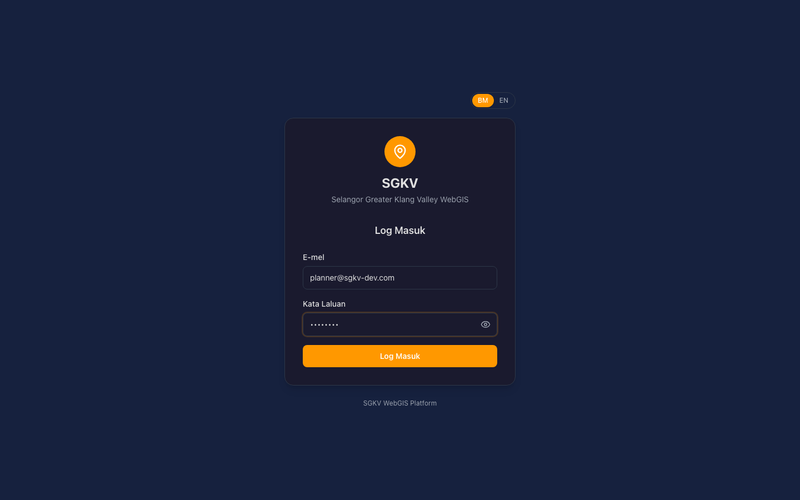 BM EN
SGKV
Selangor Greater Klang Valley WebGIS
Log Masuk
E-mel
planner@sgkv-dev.com
Kata Laluan
••••••••
Log Masuk
SGKV WebGIS Platform